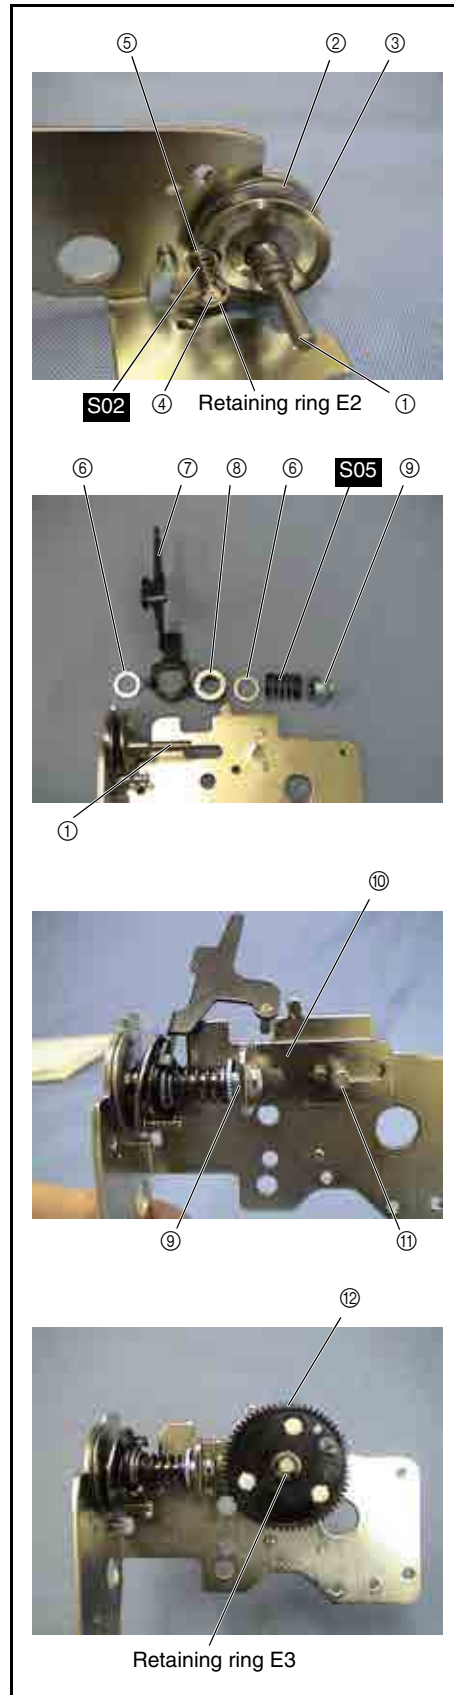 ⑤ ② ③
S02 ④ Retaining ring E2 ①
⑥ ⑦ ⑧ ⑥ S05 ⑨
①
⑩
⑨ ⑪
⑫
Retaining ring E3